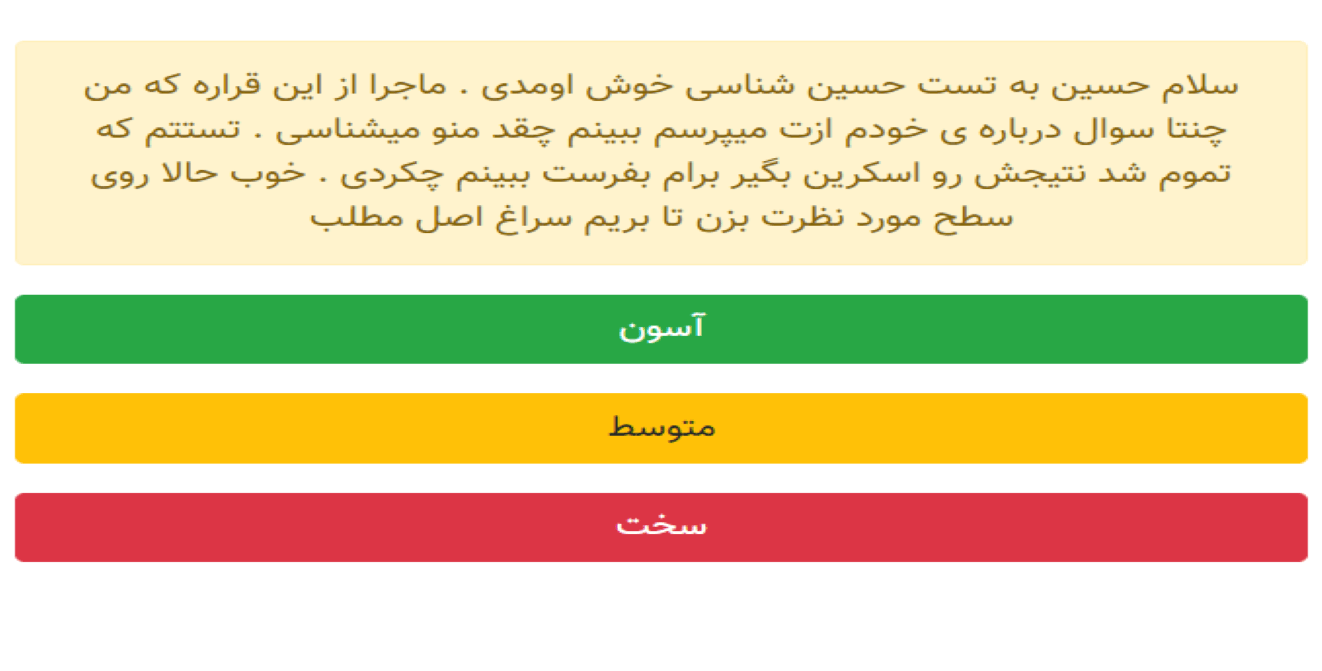 سلام حسین به تست حسین شناسی خوش اومدی . ماجرا از این قراره که من
چنتا سوال درباره ی خودم ازت میپرسم ببینم چقد منو میشناسی . تستتم که
تموم شد نتیجش رو اسکرین بگیر برام بفرست ببینم چکردی . خوب حالا روی
سطح مورد نظرت بزن تا بریم سراغ اصل مطلب
آسون
متوسط
سخت